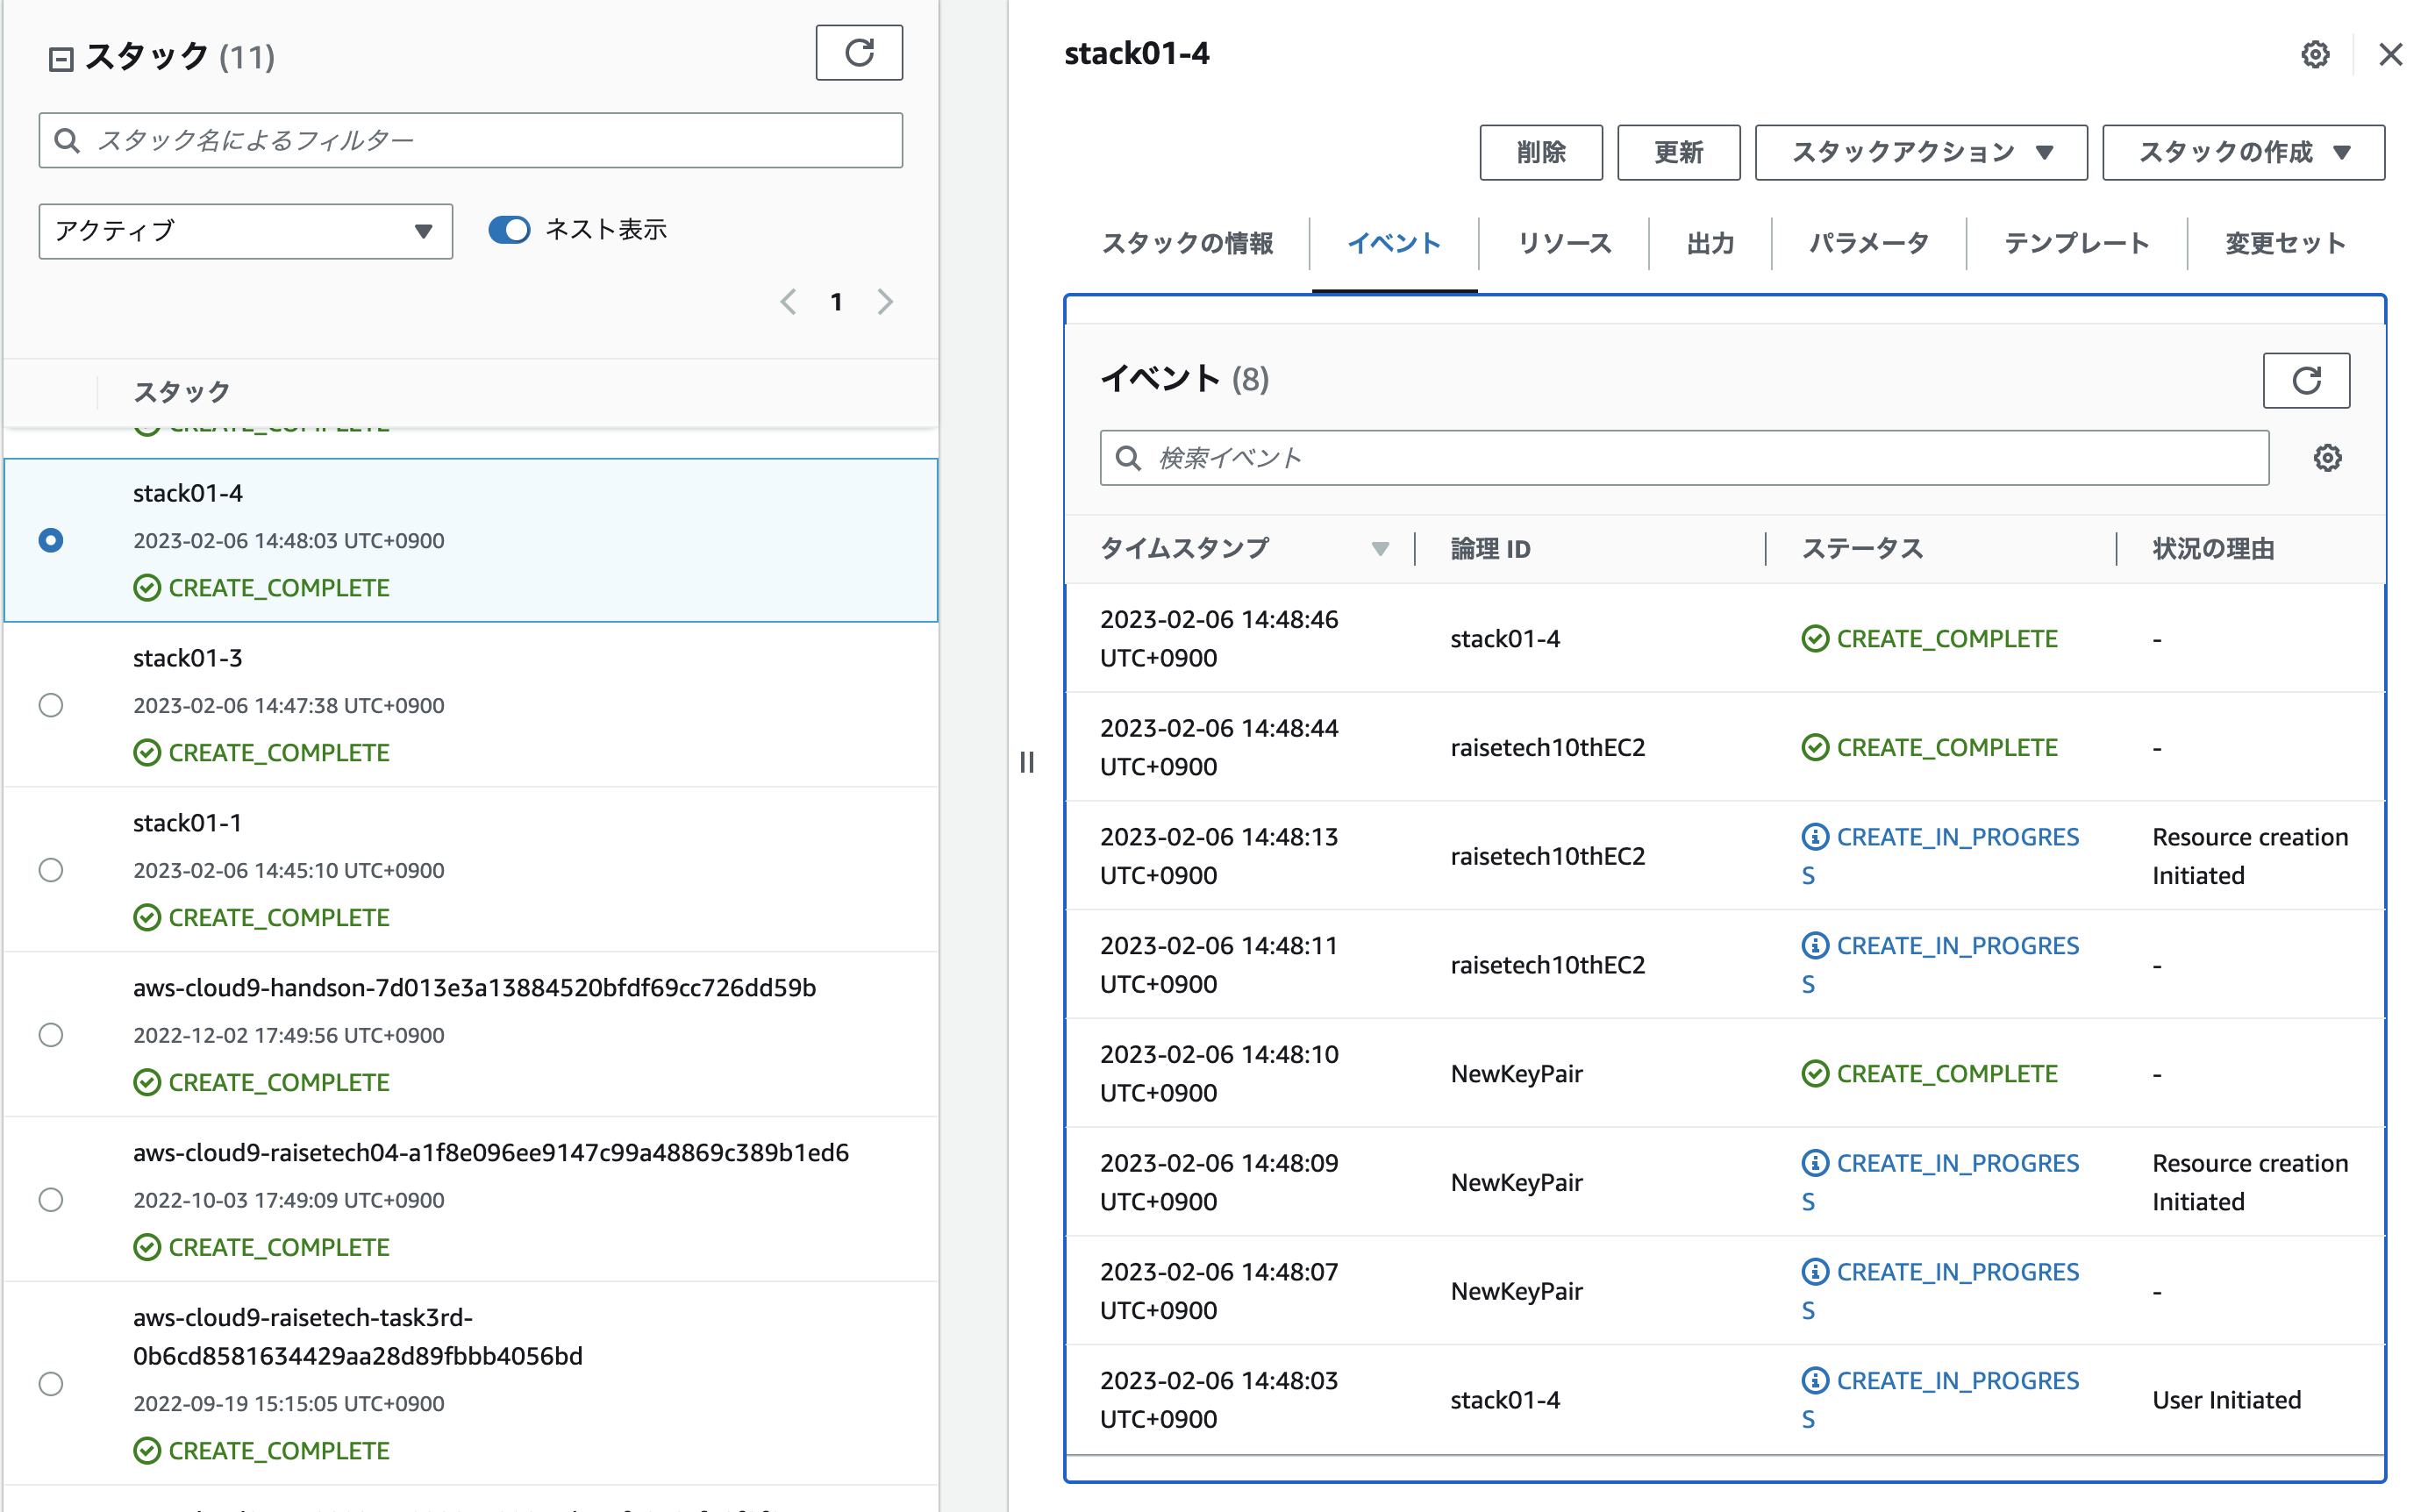 スタック (11)
スタック名によるフィルター
アクティブ
ネスト表示
1
スタック
CREATE_COMPLETE
stack01-4
2023-02-06 14:48:03 UTC+0900
CREATE_COMPLETE
stack01-3
2023-02-06 14:47:38 UTC+0900
CREATE_COMPLETE
stack01-1
2023-02-06 14:45:10 UTC+0900
CREATE_COMPLETE
aws-cloud9-handson-7d013e3a13884520bfdf69cc726dd59b
2022-12-02 17:49:56 UTC+0900
CREATE_COMPLETE
aws-cloud9-raisetech04-a1f8e096ee9147c99a48869c389b1ed6
2022-10-03 17:49:09 UTC+0900
CREATE_COMPLETE
aws-cloud9-raisetech-task3rd-
0b6cd8581634429aa28d89fbbb4056bd
2022-09-19 15:15:05 UTC+0900
CREATE_COMPLETE
stack01-4
削除 更新 スタックアクション スタックの作成
スタックの情報 イベント リソース 出力 パラメータ テンプレート 変更セット
イベント (8)
検索イベント
タイムスタンプ 論理 ID ステータス 状況の理由
2023-02-06 14:48:46
UTC+0900
stack01-4
CREATE_COMPLETE
-
2023-02-06 14:48:44
UTC+0900
raisetech10thEC2
CREATE_COMPLETE
-
2023-02-06 14:48:13
UTC+0900
raisetech10thEC2
CREATE_IN_PROGRES
S
Resource creation
Initiated
2023-02-06 14:48:11
UTC+0900
raisetech10thEC2
CREATE_IN_PROGRES
S
-
2023-02-06 14:48:10
UTC+0900
NewKeyPair
CREATE_COMPLETE
-
2023-02-06 14:48:09
UTC+0900
NewKeyPair
CREATE_IN_PROGRES
S
Resource creation
Initiated
2023-02-06 14:48:07
UTC+0900
NewKeyPair
CREATE_IN_PROGRES
S
-
2023-02-06 14:48:03
UTC+0900
stack01-4
CREATE_IN_PROGRES
S
User Initiated